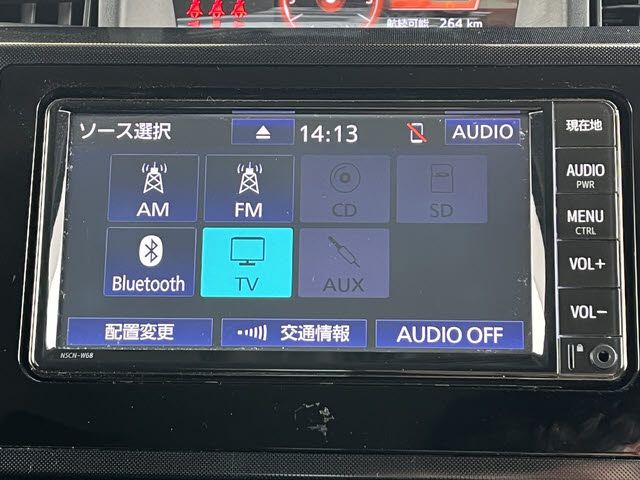 航続可能 264 km
ソース選択 14:13 AUDIO
AM FM CD SD
Bluetooth TV AUX
配置変更 交通情報 AUDIO OFF
NSCN-W68
現在地
AUDIO
PWR
MENU
CTRL
VOL+
VOL-